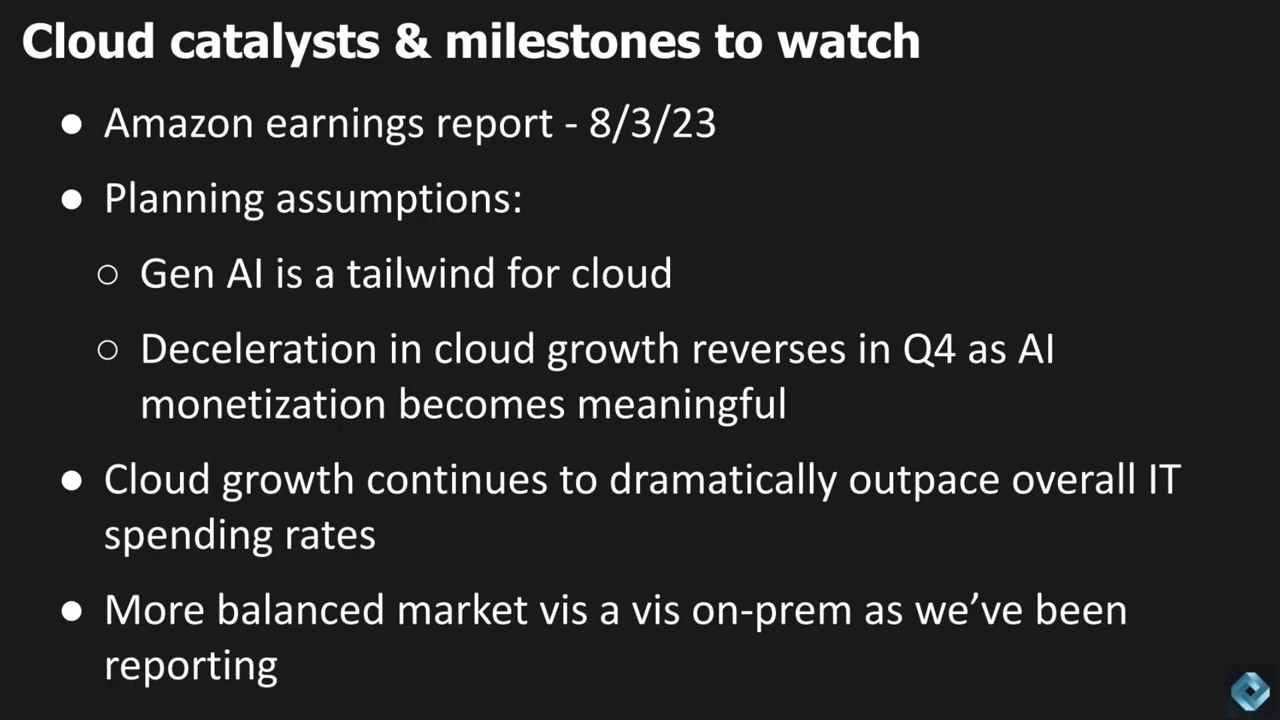 Cloud catalysts & milestones to watch
● Amazon earnings report - 8/3/23
● Planning assumptions:
○ Gen AI is a tailwind for cloud
○ Deceleration in cloud growth reverses in Q4 as AI
monetization becomes meaningful
● Cloud growth continues to dramatically outpace overall IT
spending rates
● More balanced market vis a vis on-prem as we’ve been
reporting